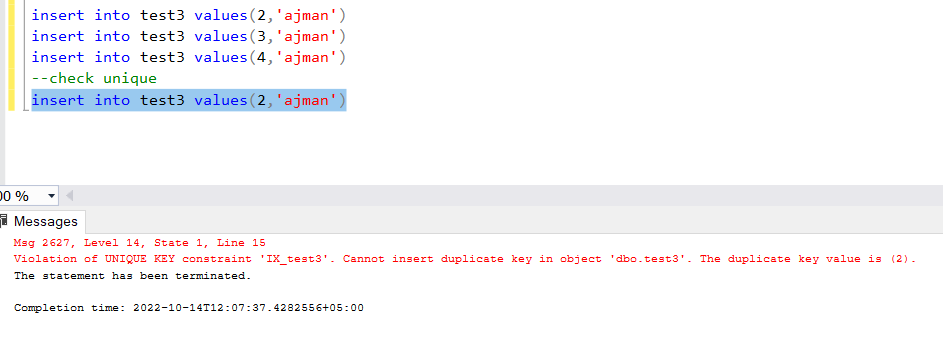 insert into test3 values(2,'ajman')
insert into test3 values(3,'ajman')
insert into test3 values(4,'ajman')
--check unique
insert into test3 values(2,'ajman')
00 %
Messages
Msg 2627, Level 14, State 1, Line 15
Violation of UNIQUE KEY constraint 'IX_test3'. Cannot insert duplicate key in object 'dbo.test3'. The duplicate key value is (2).
The statement has been terminated.
Completion time: 2022-10-14T12:07:37.4282556+05:00